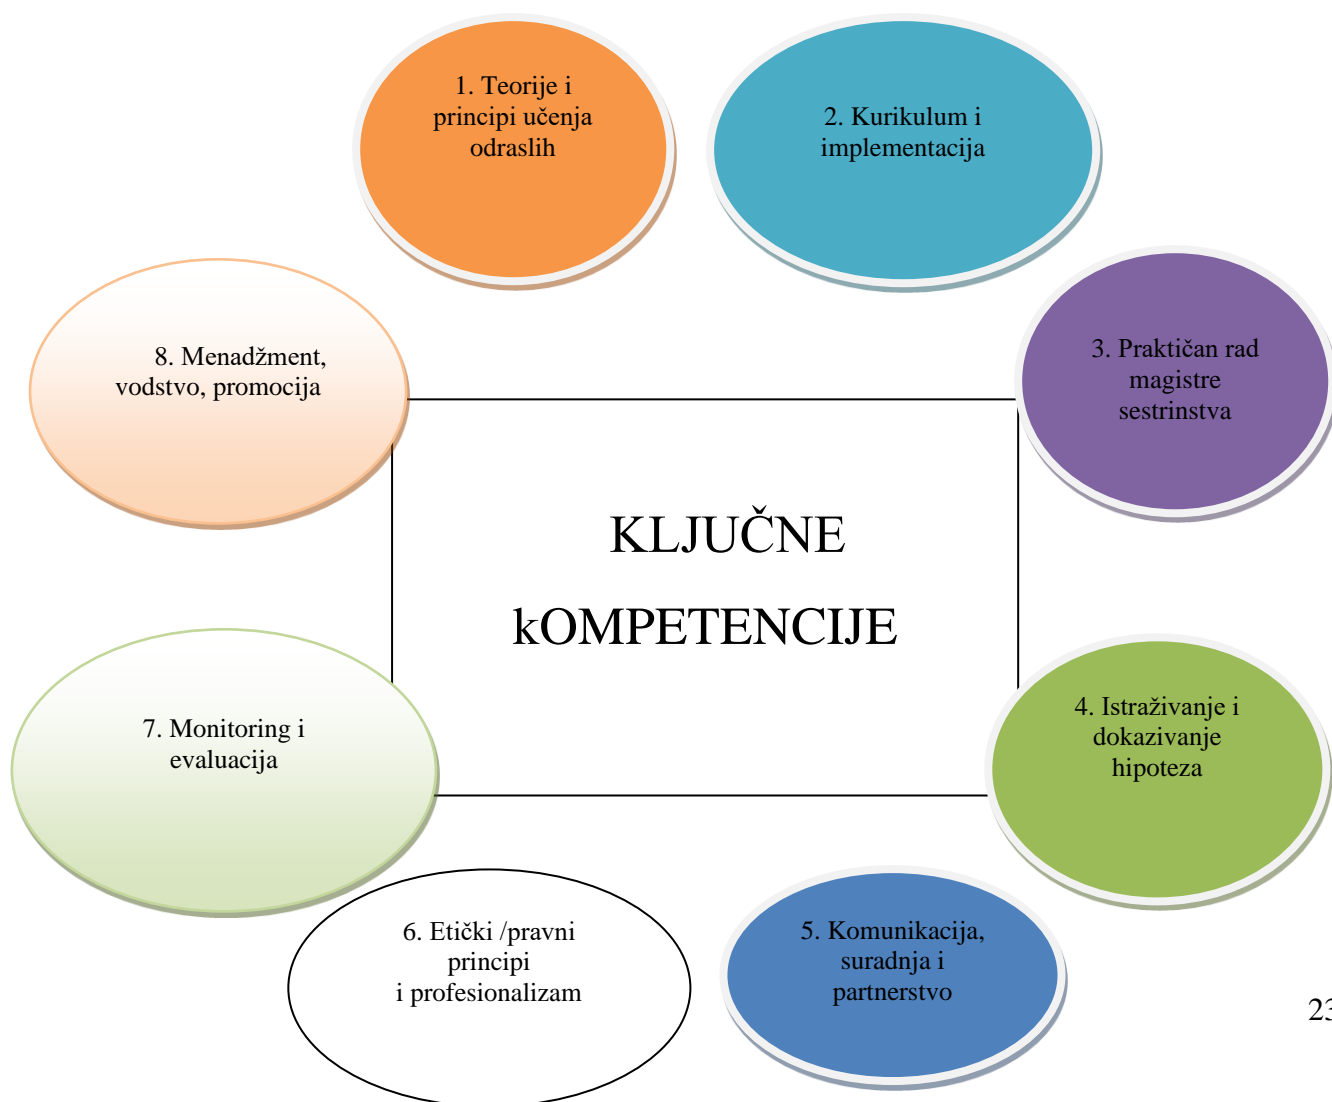 1. Teorije i
principi učenja
odraslih
2. Kurikulum i
implementacija
3. Praktičan rad
magistre
sestrinstva
8. Menadžment,
vodstvo, promocija
KLJUČNE
kOMPETENCIJE
4. Istraživanje i
dokazivanje
hipoteza
7. Monitoring i
evaluacija
6. Etički /pravni
principi
i profesionalizam
5. Komunikacija,
suradnja i
partnerstvo
23